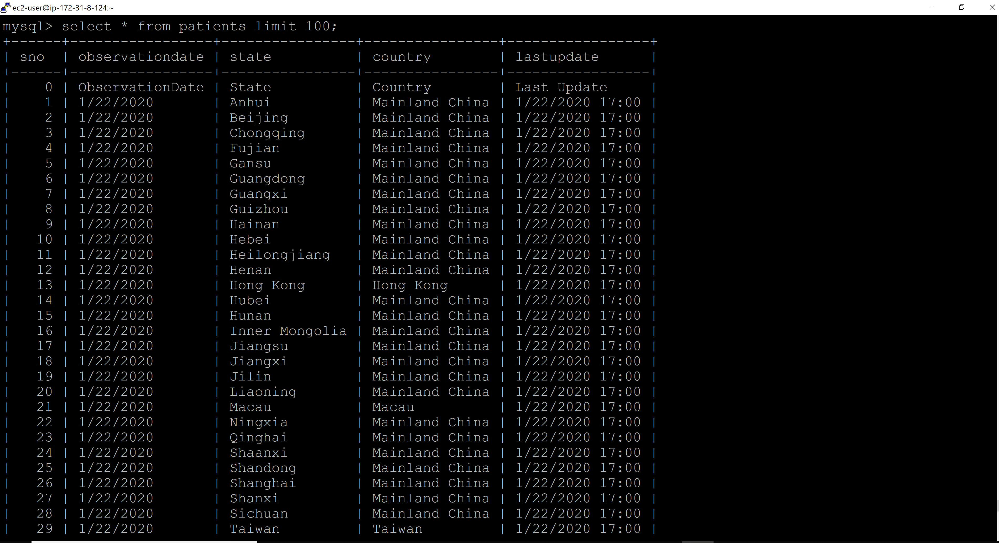 ec2-user@ip-172-31-8-124:~
mysql> select * from patients limit 100;
+------+-----------------+----------------+----------------+-----------------+
| sno  | observationdate | state          | country        | lastupdate      |
+------+-----------------+----------------+----------------+-----------------+
|    0 | ObservationDate | State          | Country        | Last Update     |
|    1 | 1/22/2020       | Anhui          | Mainland China | 1/22/2020 17:00 |
|    2 | 1/22/2020       | Beijing        | Mainland China | 1/22/2020 17:00 |
|    3 | 1/22/2020       | Chongqing      | Mainland China | 1/22/2020 17:00 |
|    4 | 1/22/2020       | Fujian         | Mainland China | 1/22/2020 17:00 |
|    5 | 1/22/2020       | Gansu          | Mainland China | 1/22/2020 17:00 |
|    6 | 1/22/2020       | Guangdong      | Mainland China | 1/22/2020 17:00 |
|    7 | 1/22/2020       | Guangxi        | Mainland China | 1/22/2020 17:00 |
|    8 | 1/22/2020       | Guizhou        | Mainland China | 1/22/2020 17:00 |
|    9 | 1/22/2020       | Hainan         | Mainland China | 1/22/2020 17:00 |
|   10 | 1/22/2020       | Hebei          | Mainland China | 1/22/2020 17:00 |
|   11 | 1/22/2020       | Heilongjiang   | Mainland China | 1/22/2020 17:00 |
|   12 | 1/22/2020       | Henan          | Mainland China | 1/22/2020 17:00 |
|   13 | 1/22/2020       | Hong Kong      | Hong Kong      | 1/22/2020 17:00 |
|   14 | 1/22/2020       | Hubei          | Mainland China | 1/22/2020 17:00 |
|   15 | 1/22/2020       | Hunan          | Mainland China | 1/22/2020 17:00 |
|   16 | 1/22/2020       | Inner Mongolia | Mainland China | 1/22/2020 17:00 |
|   17 | 1/22/2020       | Jiangsu        | Mainland China | 1/22/2020 17:00 |
|   18 | 1/22/2020       | Jiangxi        | Mainland China | 1/22/2020 17:00 |
|   19 | 1/22/2020       | Jilin          | Mainland China | 1/22/2020 17:00 |
|   20 | 1/22/2020       | Liaoning       | Mainland China | 1/22/2020 17:00 |
|   21 | 1/22/2020       | Macau          | Macau          | 1/22/2020 17:00 |
|   22 | 1/22/2020       | Ningxia        | Mainland China | 1/22/2020 17:00 |
|   23 | 1/22/2020       | Qinghai        | Mainland China | 1/22/2020 17:00 |
|   24 | 1/22/2020       | Shaanxi        | Mainland China | 1/22/2020 17:00 |
|   25 | 1/22/2020       | Shandong       | Mainland China | 1/22/2020 17:00 |
|   26 | 1/22/2020       | Shanghai       | Mainland China | 1/22/2020 17:00 |
|   27 | 1/22/2020       | Shanxi         | Mainland China | 1/22/2020 17:00 |
|   28 | 1/22/2020       | Sichuan        | Mainland China | 1/22/2020 17:00 |
|   29 | 1/22/2020       | Taiwan         | Taiwan         | 1/22/2020 17:00 |